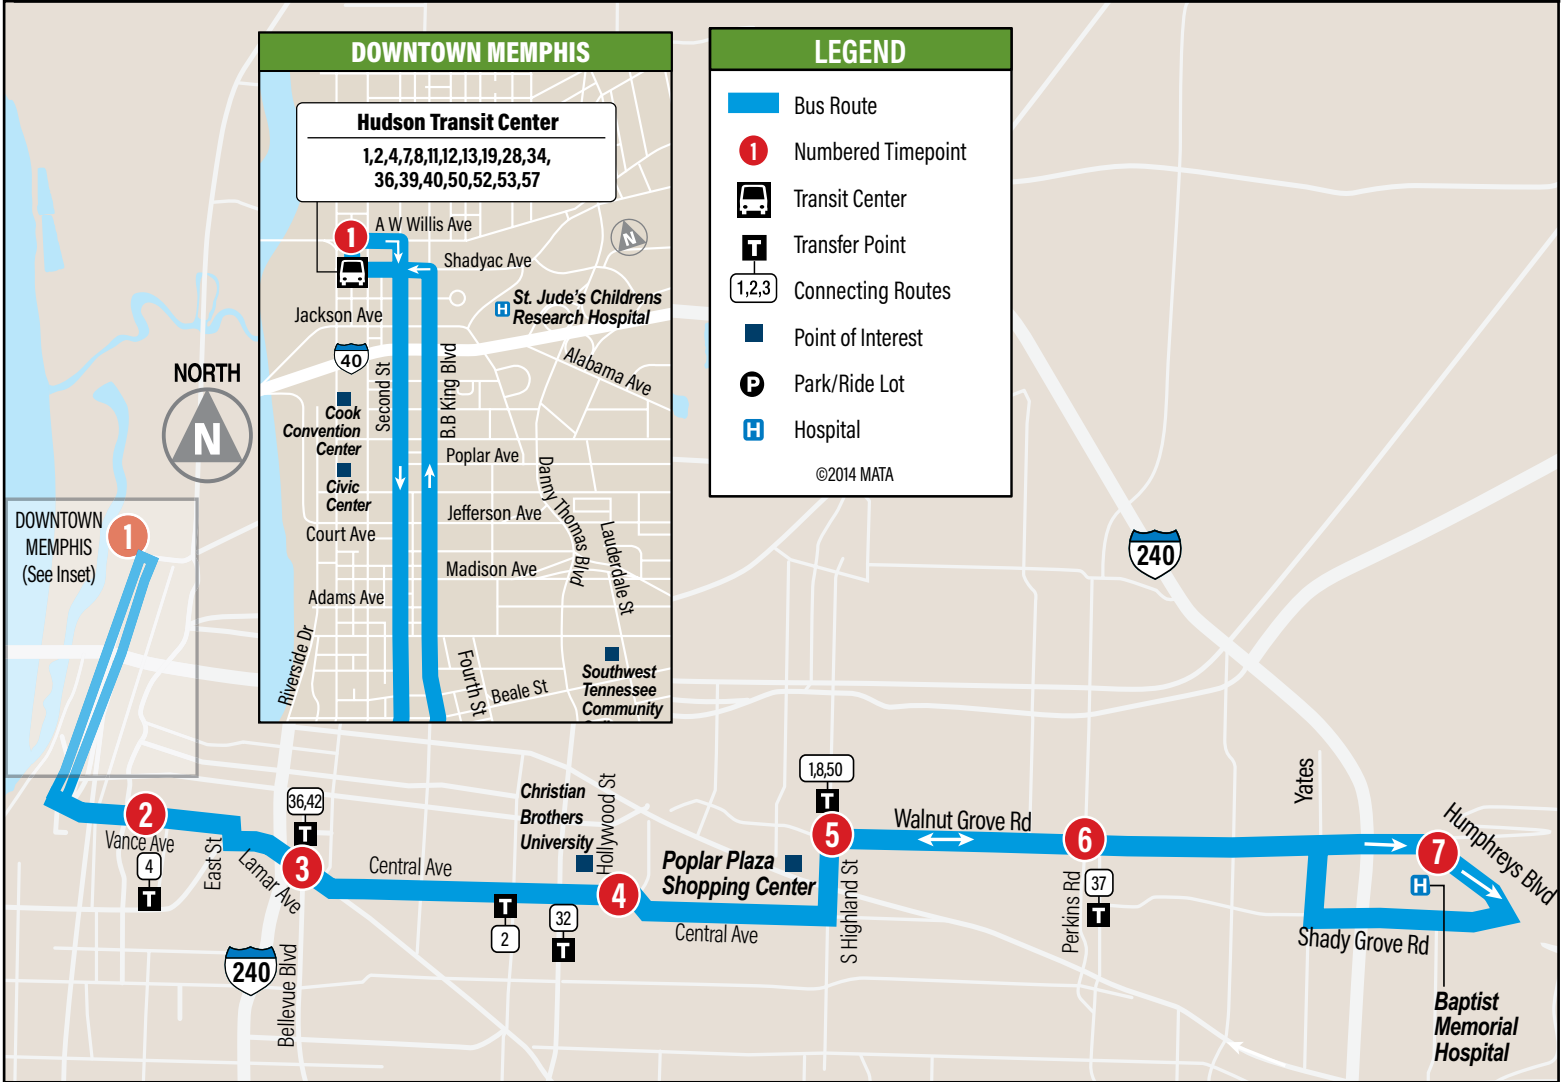 DOWNTOWN MEMPHIS
Hudson Transit Center
1,2,4,7,8,11,12,13,19,28,34,
36,39,40,50,52,53,57
1
A W Willis Ave
Shadyac Ave
N
H
St. Jude's Childrens
Research Hospital
Jackson Ave
40
Alabama Ave
Second St
B.B King Blvd
Cook
Convention
Center
Poplar Ave
Civic
Center
Danny Thomas Blvd
Jefferson Ave
Court Ave
Lauderdale St
Madison Ave
Adams Ave
Riverside Dr
Fourth St
Beale St
Southwest
Tennessee
Community
LEGEND
Bus Route
1
Numbered Timepoint
Transit Center
T
Transfer Point
1,2,3
Connecting Routes
Point of Interest
P
Park/Ride Lot
H
Hospital
©2014 MATA
NORTH
N
DOWNTOWN
MEMPHIS
(See Inset)
1
240
2
Vance Ave
4
T
East St
Lamar Ave
36,42
T
3
Central Ave
240
Bellevue Blvd
T
2
32
T
Christian
Brothers
University
Hollywood St
4
Poplar Plaza
Shopping Center
Central Ave
1,8,50
T
5
S Highland St
Walnut Grove Rd
6
Perkins Rd
37
T
Yates
7
Humphreys Blvd
H
Shady Grove Rd
Baptist
Memorial
Hospital